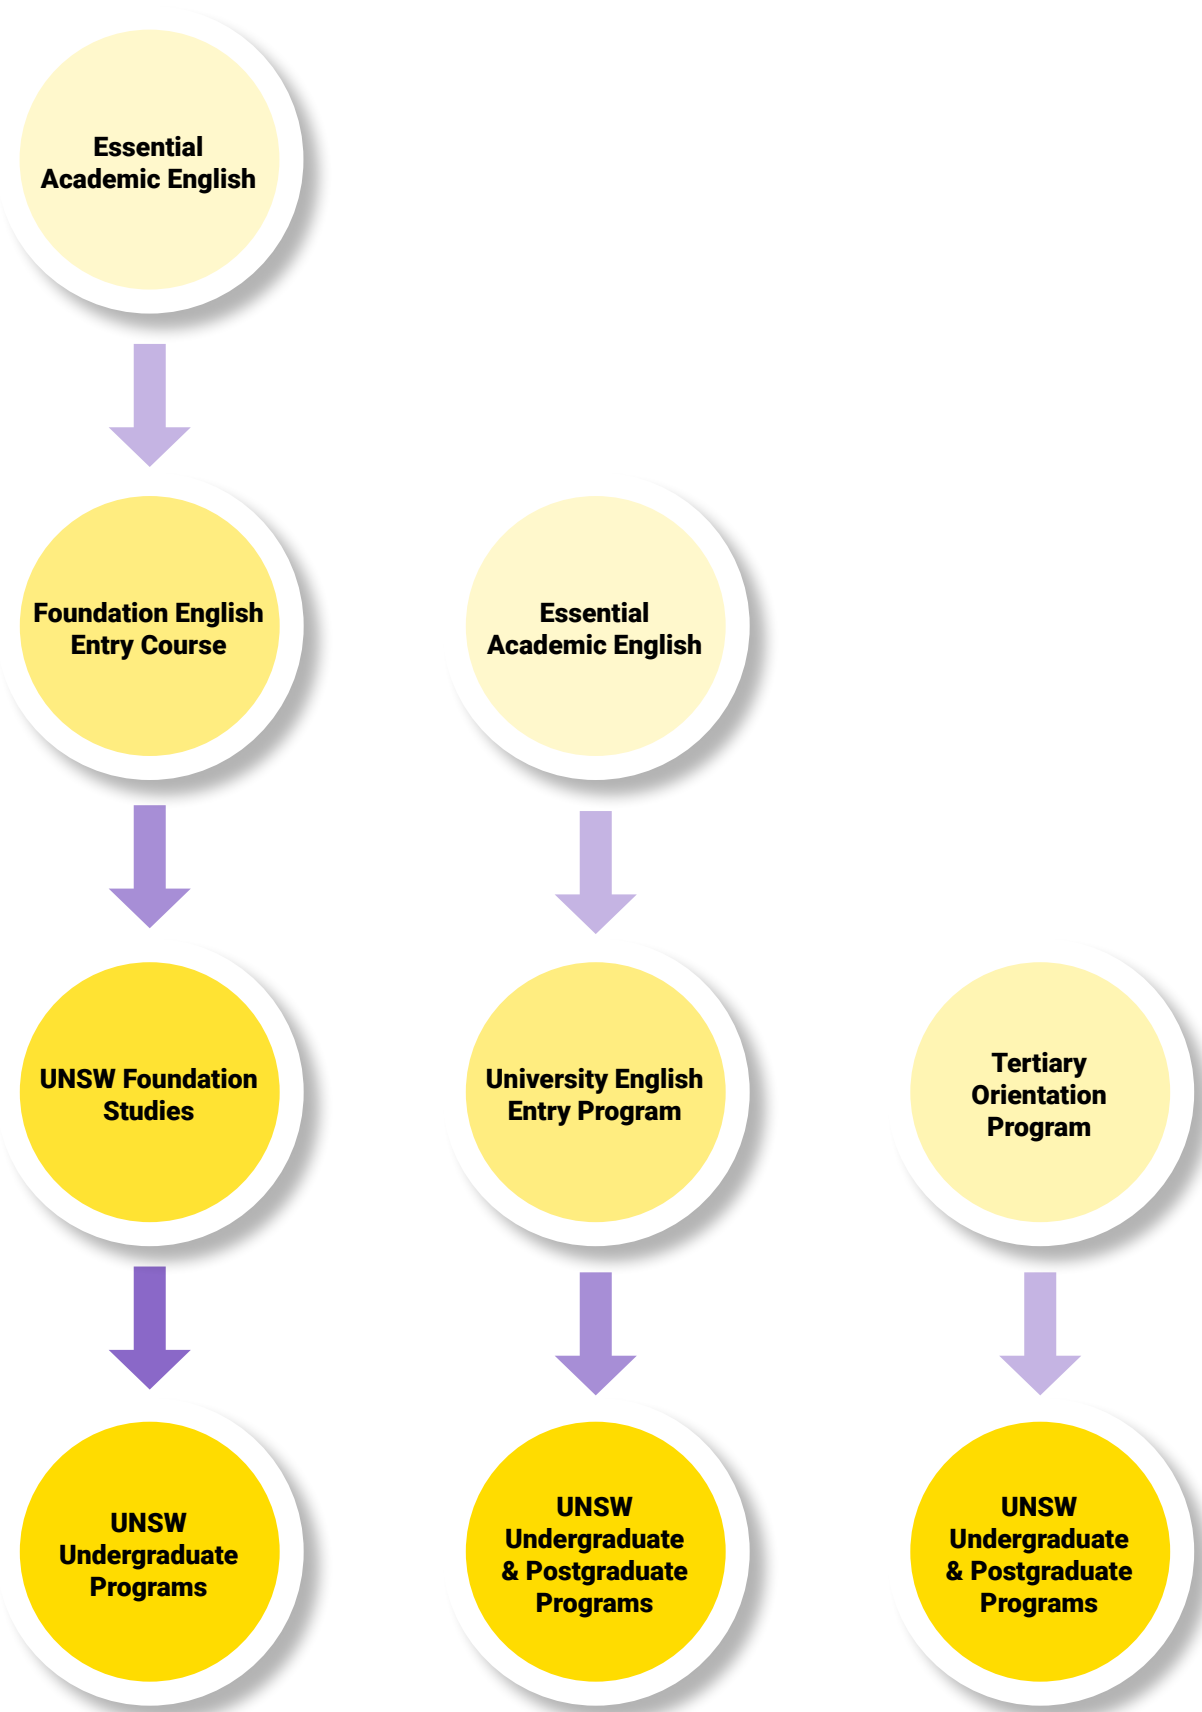 Essential
Academic English
Foundation English
Entry Course
Essential
Academic English
UNSW Foundation
Studies
University English
Entry Program
Tertiary
Orientation
Program
UNSW
Undergraduate
Programs
UNSW
Undergraduate
& Postgraduate
Programs
UNSW
Undergraduate
& Postgraduate
Programs